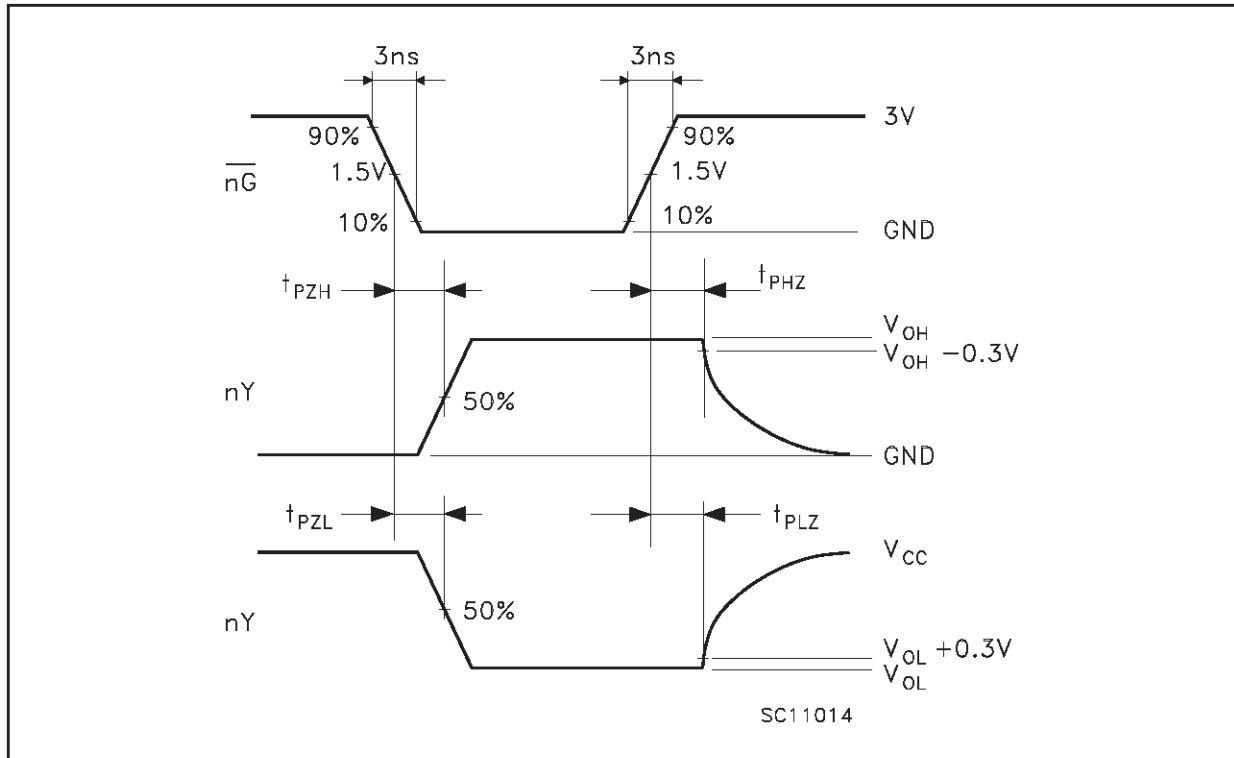 3ns 3ns
3V
90% 90%
nG 1.5V 1.5V
10% 10%
GND
tPZH tPHZ
VOH
VOH −0.3V
nY 50%
GND
tPZL tPLZ
VCC
nY 50%
VOL +0.3V
VOL
SC11014